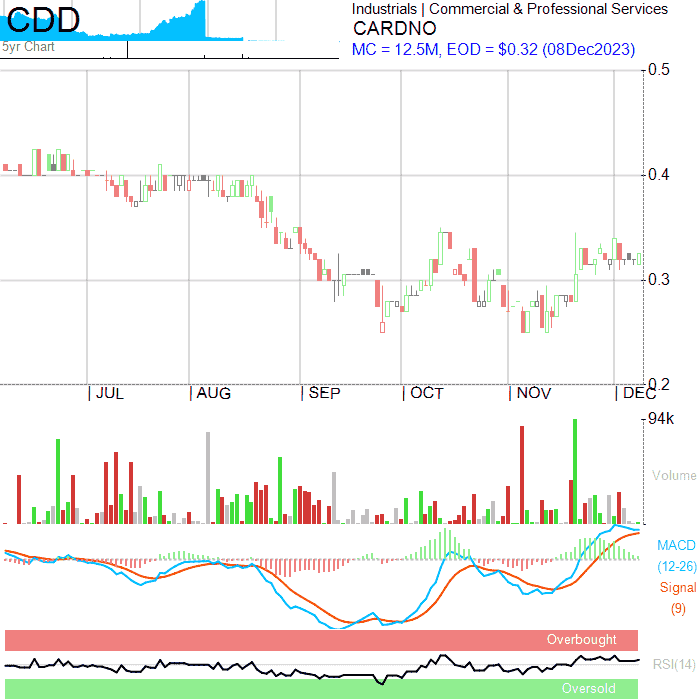 CDD
5yr Chart
Industrials | Commercial & Professional Services
CARDNO
MC = 12.5M, EOD = $0.32 (08Dec2023)
0.5
0.4
0.3
0.2
JUL AUG SEP OCT NOV DEC
94k
Volume
MACD
(12-26)
Signal
(9)
Overbought
RSI(14)
Oversold